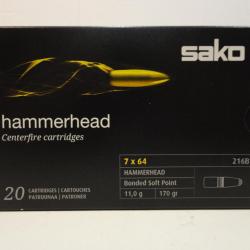 sako
hammerhead
Centerfire cartridges
7 x 64 216B
HAMMERHEAD
Bonded Soft Point
11,0 g 170 gr
20 CARTRIDGES / CARTOUCHES
PATRUUNAA / PATRONER